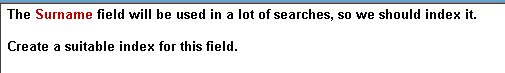 The Surname field will be used in a lot of searches, so we should index it.
Create a suitable index for this field.